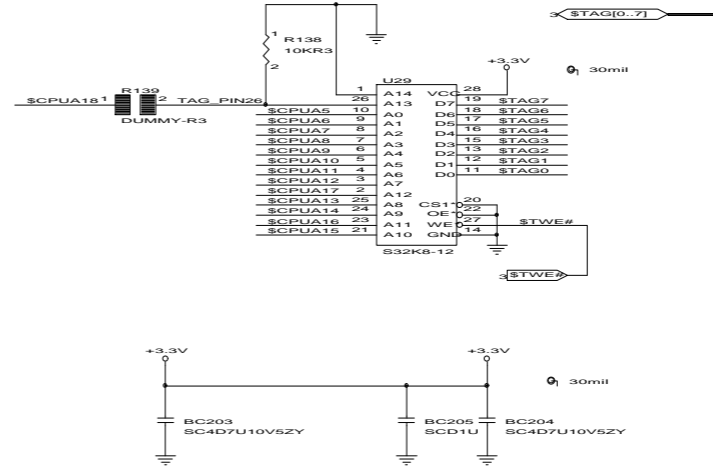 3 $TAG[0..7]
1 R138
10KR3
2
+3.3V
30mil
U29
R139
$CPUA18 1 2 TAG_PIN26
DUMMY-R3
1 A14 VCC 28
26 A13 D7 19 $TAG7
$CPUA5 10 A0 D6 18 $TAG6
$CPUA6 9 A1 D5 17 $TAG5
$CPUA7 8 A2 D4 16 $TAG4
$CPUA8 7 A3 D3 15 $TAG3
$CPUA9 6 A4 D2 13 $TAG2
$CPUA10 5 A5 D1 12 $TAG1
$CPUA11 4 A6 D0 11 $TAG0
$CPUA12 3 A7
$CPUA17 2 A12
$CPUA13 25 A8 CS1* 20
$CPUA14 24 A9 OE* 22
$CPUA16 23 A11 WE* 27 $TWE#
$CPUA15 21 A10 GND 14
S32K8-12
3 $TWE#
+3.3V +3.3V
30mil
BC203 BC205 BC204
SC4D7U10V5ZY SCD1U SC4D7U10V5ZY